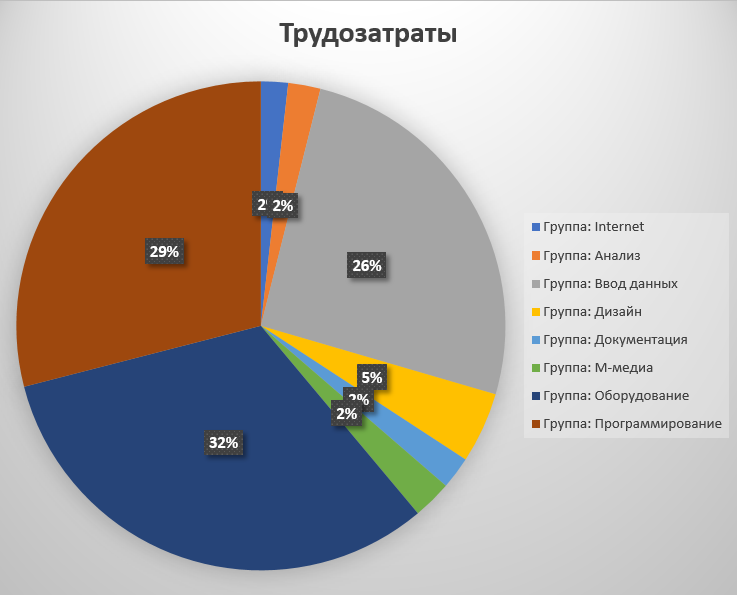 Трудозатраты
2%
26%
5%
2%
2%
32%
29%
Группа: Internet
Группа: Анализ
Группа: Ввод данных
Группа: Дизайн
Группа: Документация
Группа: М-медиа
Группа: Оборудование
Группа: Программирование